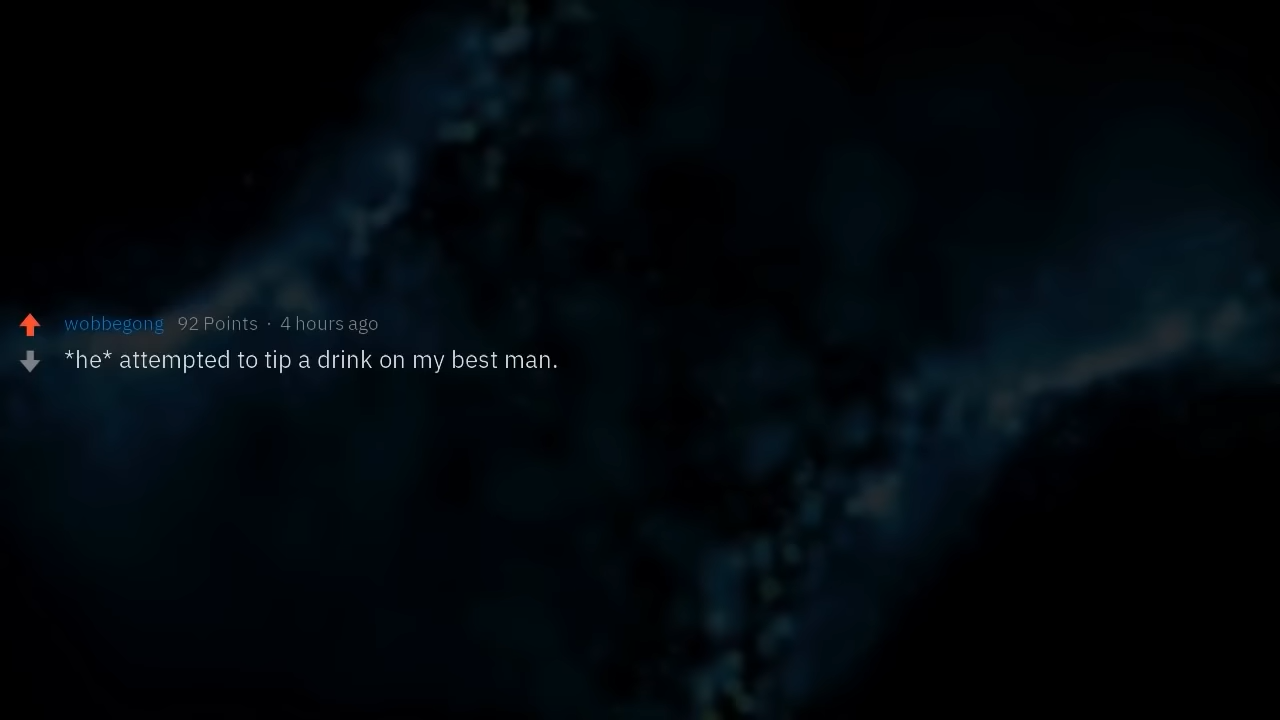 wobbegong 92 Points · 4 hours ago
*he* attempted to tip a drink on my best man.